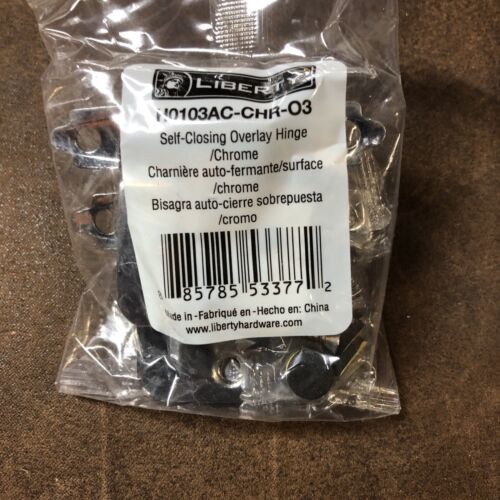 LIBERTY
H0103AC-CHR-O3
Self-Closing Overlay Hinge
/Chrome
Charnière auto-fermante/surface
/chrome
Bisagra auto-cierre sobrepuesta
/cromo
8 85785 53377 2
Made in -Fabriqué en -Hecho en: China
www.libertyhardware.com